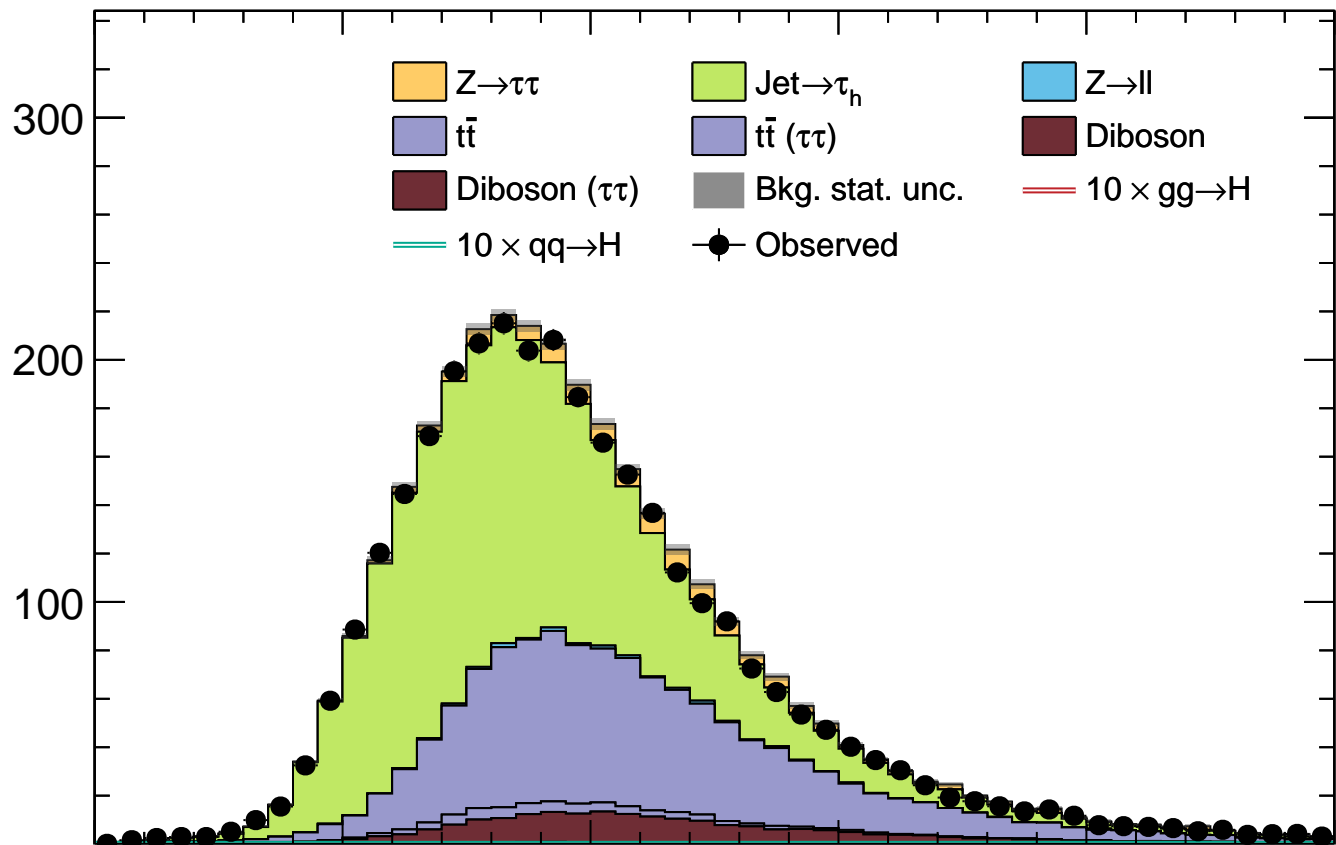 300
200
100
Z→ττ Jet→τₕ Z→ll
tt̄ tt̄ (ττ) Diboson
Diboson (ττ) Bkg. stat. unc. 10 × gg→H
10 × qq→H Observed